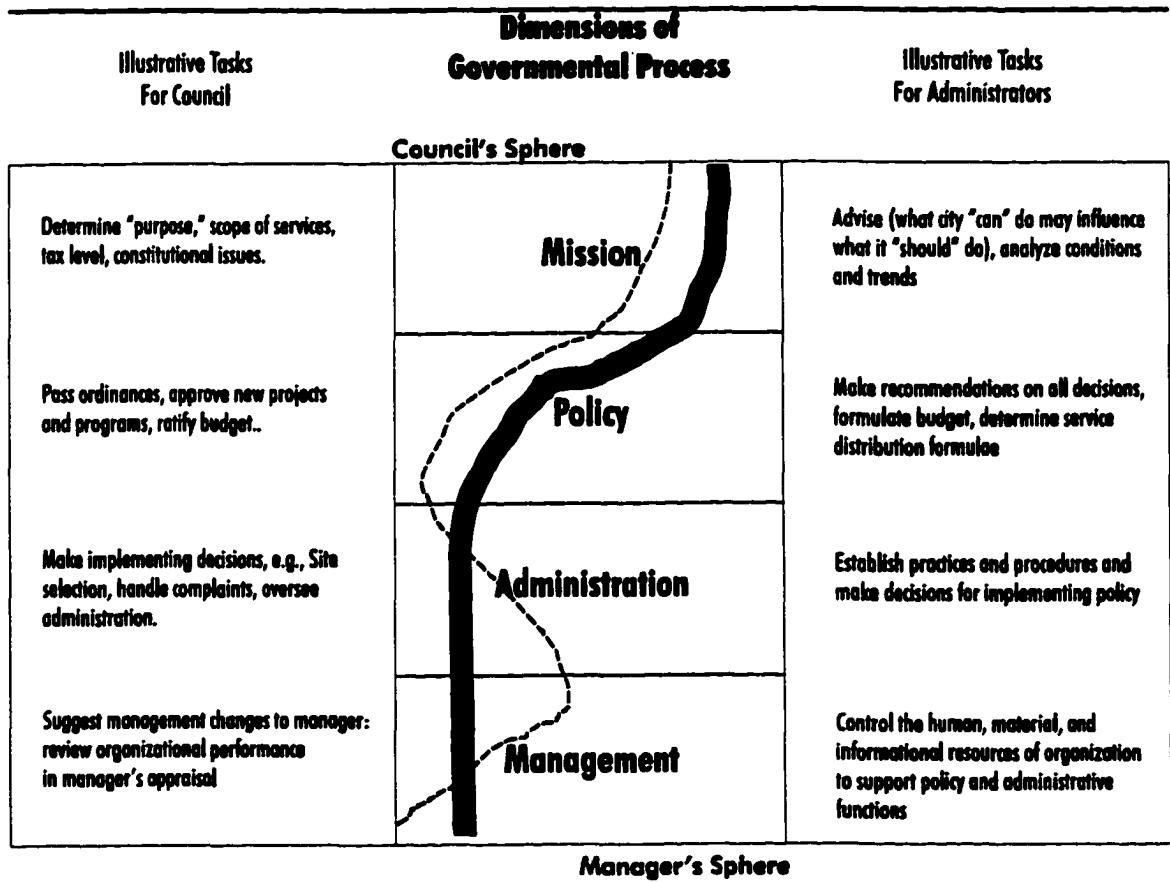 Dimensions of
Governmental Process
Illustrative Tasks
For Council
Illustrative Tasks
For Administrators
Council's Sphere
Determine "purpose," scope of services,
tax level, constitutional issues.
Mission
Advise (what city "can" do may influence
what it "should" do), analyze conditions
and trends
Pass ordinances, approve new projects
and programs, ratify budget..
Policy
Make recommendations on all decisions,
formulate budget, determine service
distribution formulae
Make implementing decisions, e.g., Site
selection, handle complaints, oversee
administration.
Administration
Establish practices and procedures and
make decisions for implementing policy
Suggest management changes to manager:
review organizational performance
in manager's appraisal
Management
Control the human, material, and
informational resources of organization
to support policy and administrative
functions
Manager's Sphere